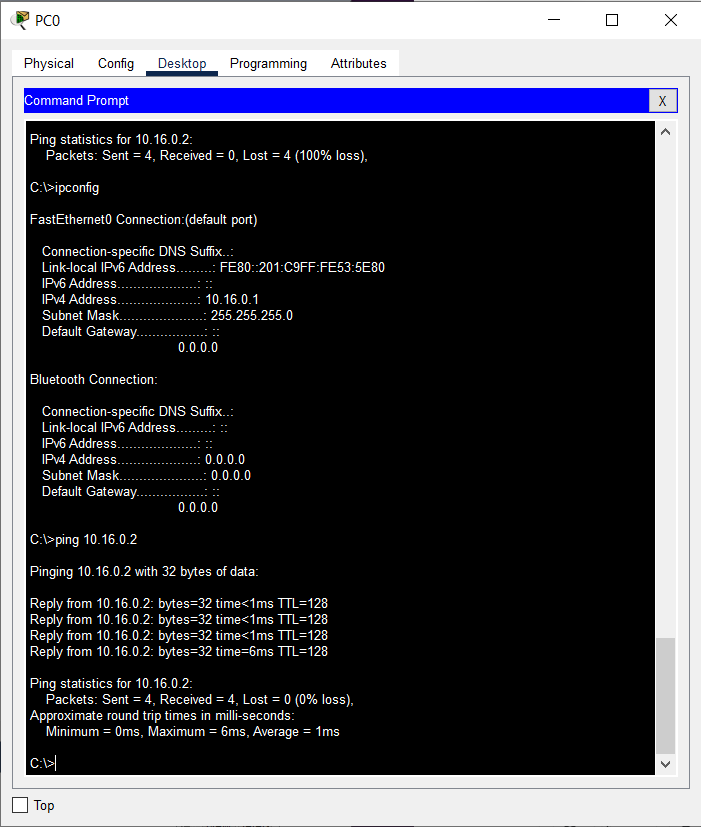 PC0
Physical Config Desktop Programming Attributes
Command Prompt X
Ping statistics for 10.16.0.2:
Packets: Sent = 4, Received = 0, Lost = 4 (100% loss),
C:\>ipconfig
FastEthernet0 Connection:(default port)
Connection-specific DNS Suffix..:
Link-local IPv6 Address.........: FE80::201:C9FF:FE53:5E80
IPv6 Address....................: ::
IPv4 Address....................: 10.16.0.1
Subnet Mask.....................: 255.255.255.0
Default Gateway.................: ::
0.0.0.0
Bluetooth Connection:
Connection-specific DNS Suffix..:
Link-local IPv6 Address.........: ::
IPv6 Address....................: ::
IPv4 Address....................: 0.0.0.0
Subnet Mask.....................: 0.0.0.0
Default Gateway.................: ::
0.0.0.0
C:\>ping 10.16.0.2
Pinging 10.16.0.2 with 32 bytes of data:
Reply from 10.16.0.2: bytes=32 time<1ms TTL=128
Reply from 10.16.0.2: bytes=32 time<1ms TTL=128
Reply from 10.16.0.2: bytes=32 time<1ms TTL=128
Reply from 10.16.0.2: bytes=32 time=6ms TTL=128
Ping statistics for 10.16.0.2:
Packets: Sent = 4, Received = 4, Lost = 0 (0% loss),
Approximate round trip times in milli-seconds:
Minimum = 0ms, Maximum = 6ms, Average = 1ms
C:\>
Top